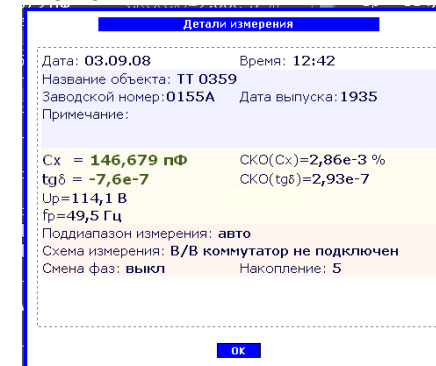 Детали измерения
Дата: 03.09.08 Время: 12:42
Название объекта: ТТ 0359
Заводской номер:0155А Дата выпуска:1935
Примечание:
Cx = 146,679 пФ СКО(Cx)=2,86e-3 %
tgδ = -7,6e-7 СКО(tgδ)=2,93e-7
Up=114,1 В
fp=49,5 Гц
Поддиапазон измерения: авто
Схема измерения: В/В коммутатор не подключен
Смена фаз: выкл Накопление: 5
ОК